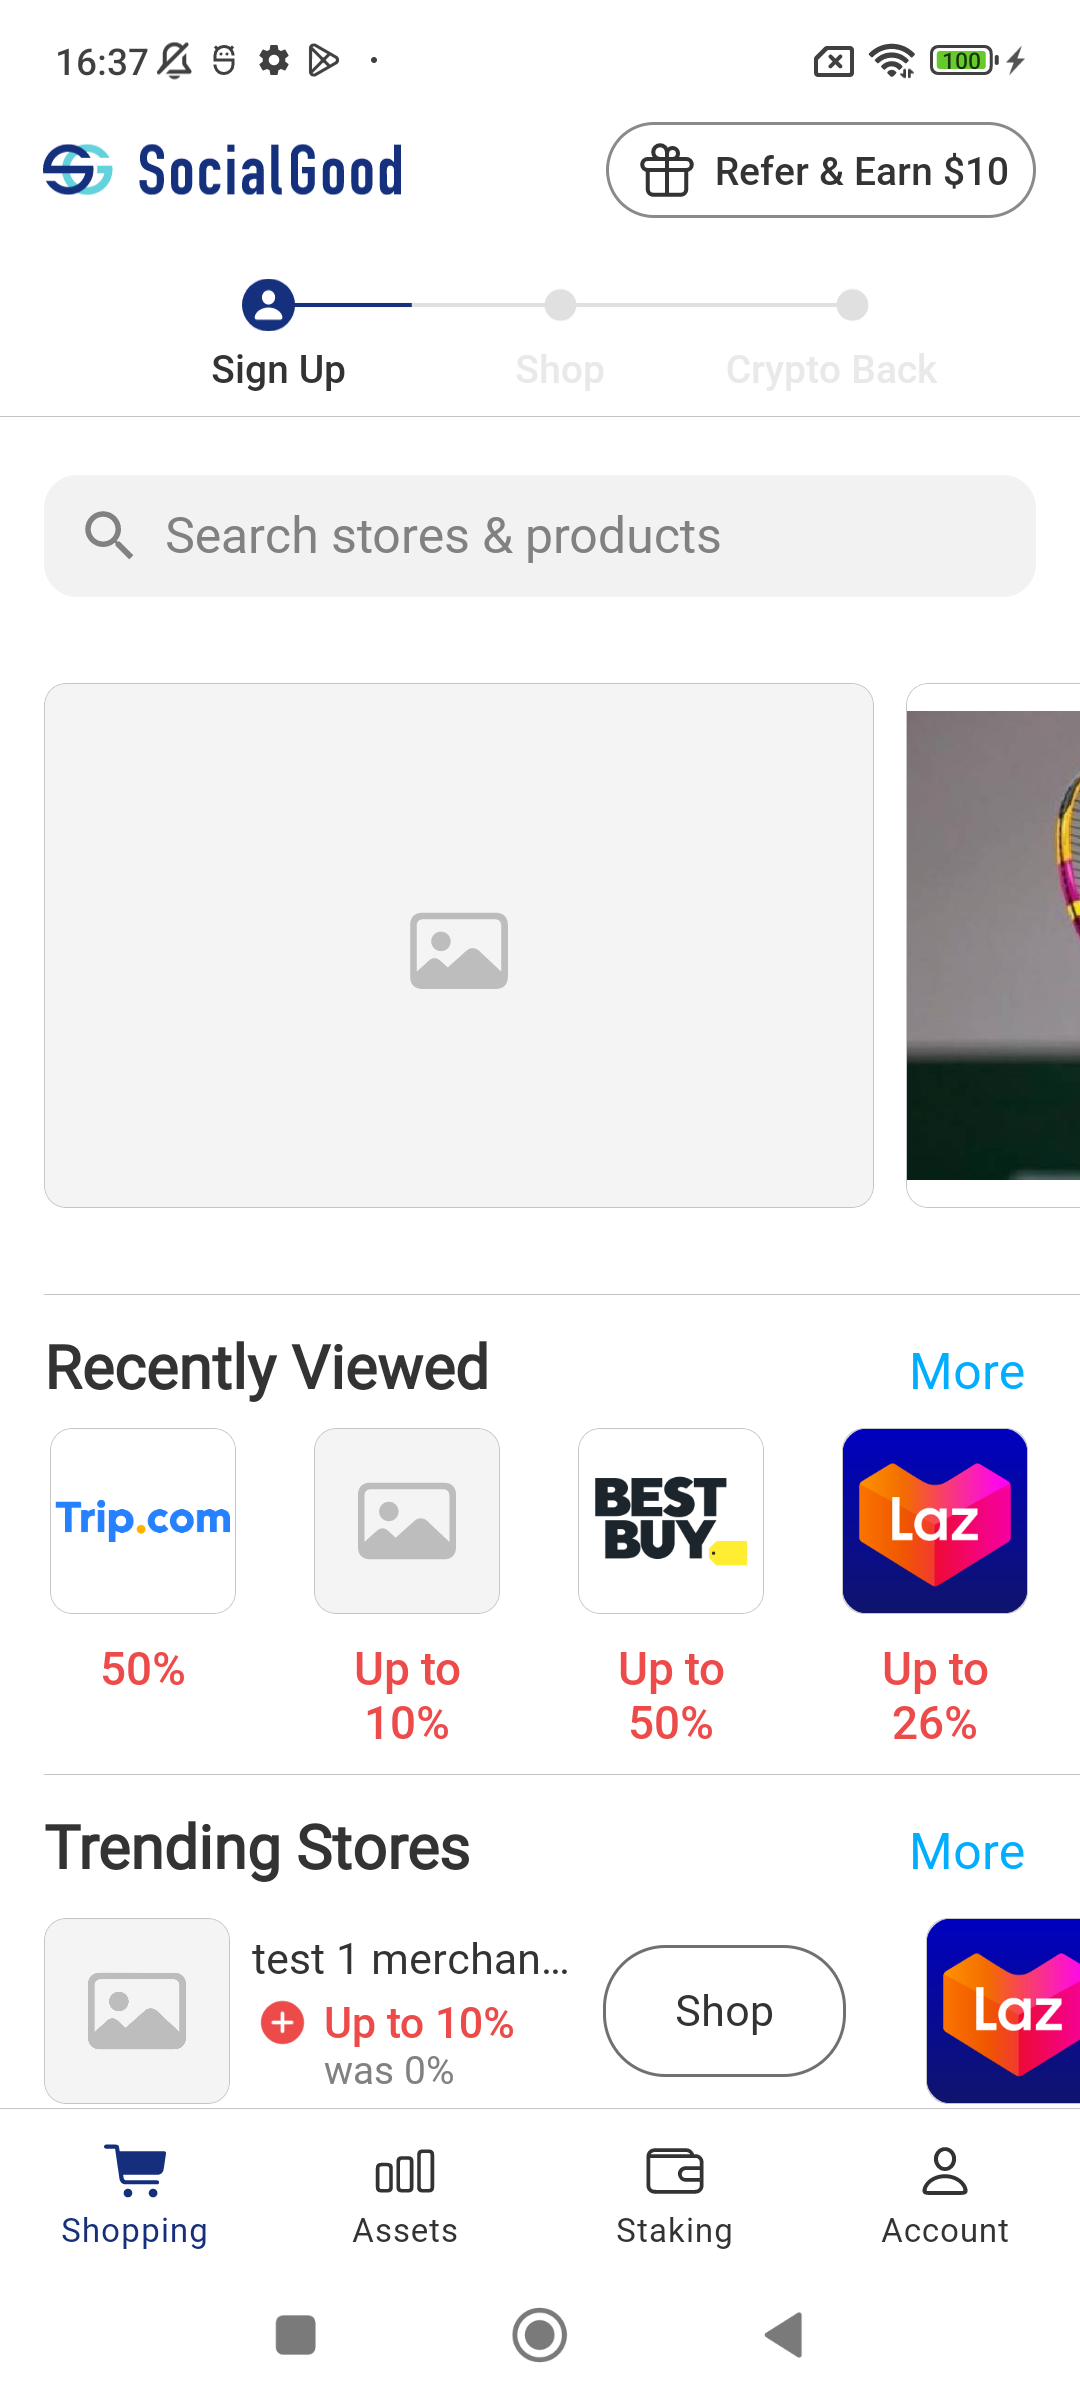 16:37
100
SocialGood
Refer & Earn $10
Sign Up
Shop
Crypto Back
Search stores & products
Recently Viewed
More
Trip.com
BEST
BUY
Laz
50%
Up to
10%
Up to
50%
Up to
26%
Trending Stores
More
test 1 merchan...
Up to 10%
was 0%
Shop
Laz
Shopping
Assets
Staking
Account